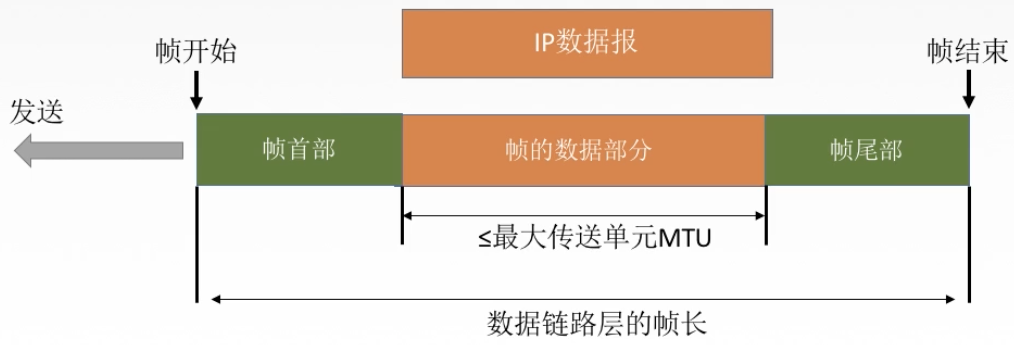 IP数据报
帧开始
帧结束
发送
帧首部
帧的数据部分
帧尾部
≤最大传送单元MTU
数据链路层的帧长